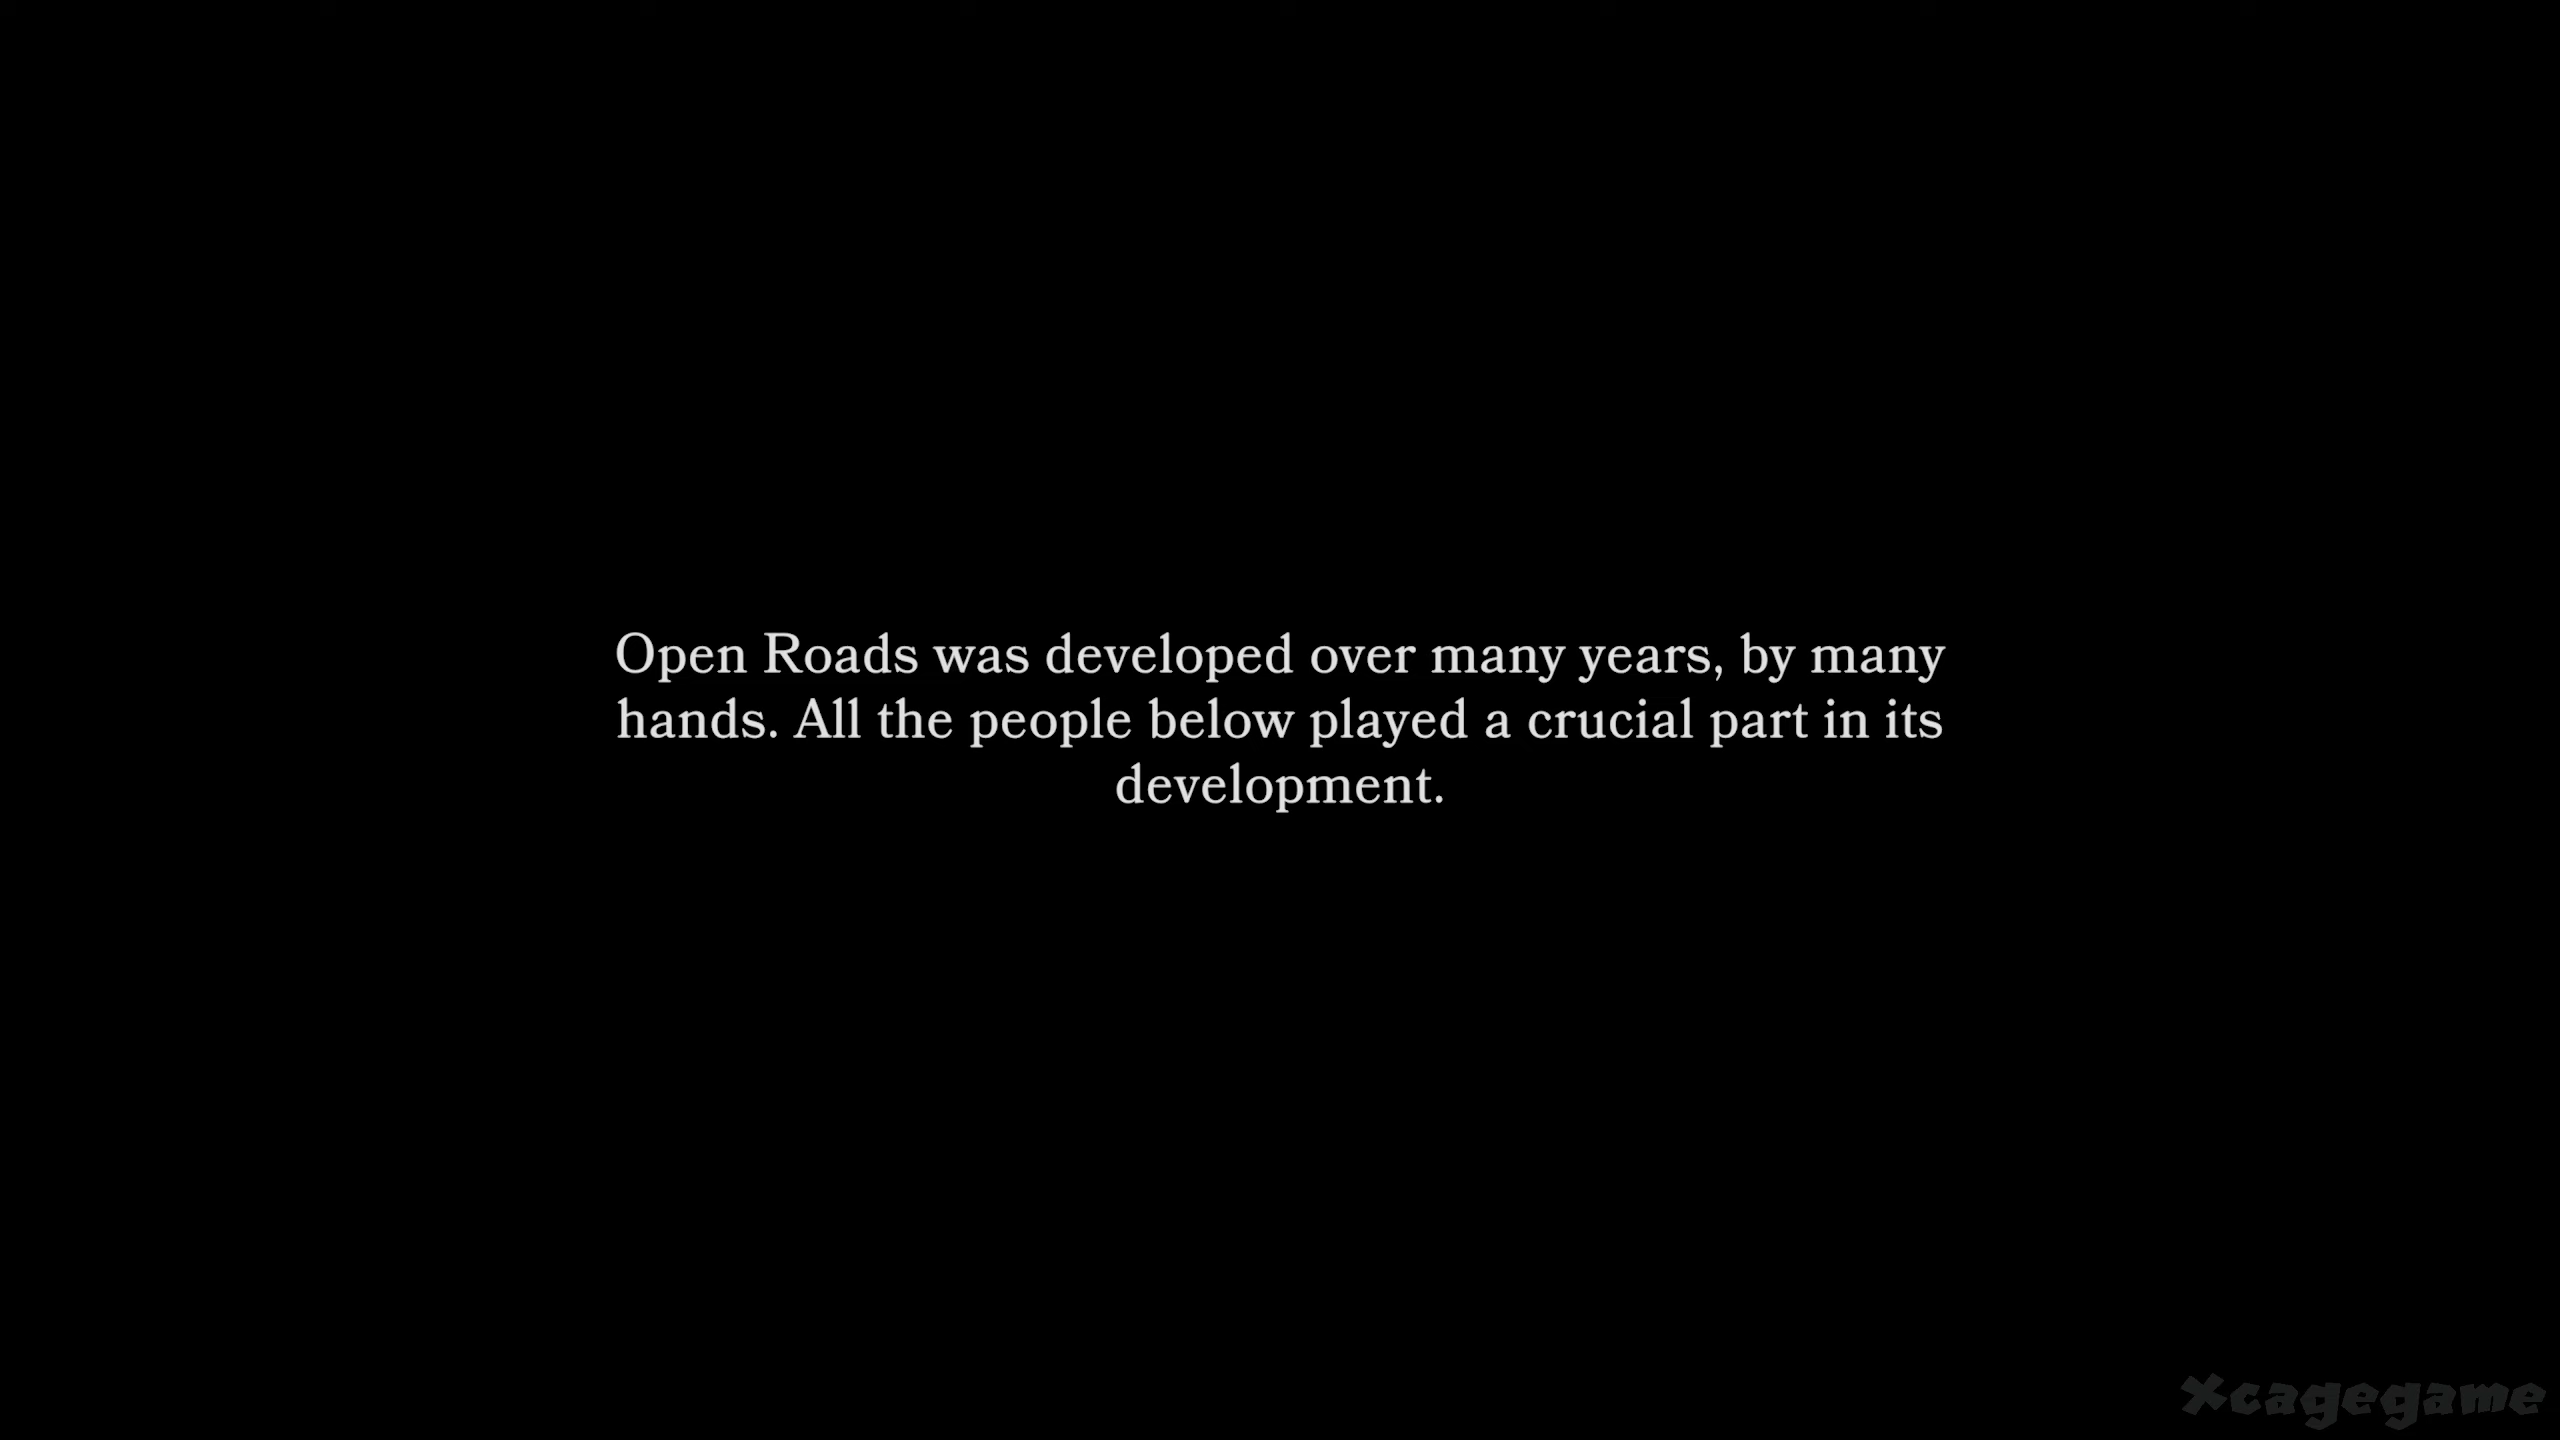 Open Roads was developed over many years, by many
hands. All the people below played a crucial part in its
development.
Xcagegame